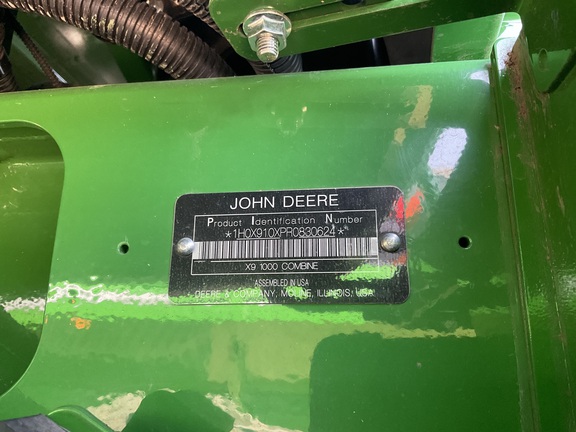 JOHN DEERE
Product Identification Number
*1H0X910XPR0830624*
X9 1000 COMBINE
ASSEMBLED IN USA
DEERE & COMPANY, MOLINE, ILLINOIS, USA